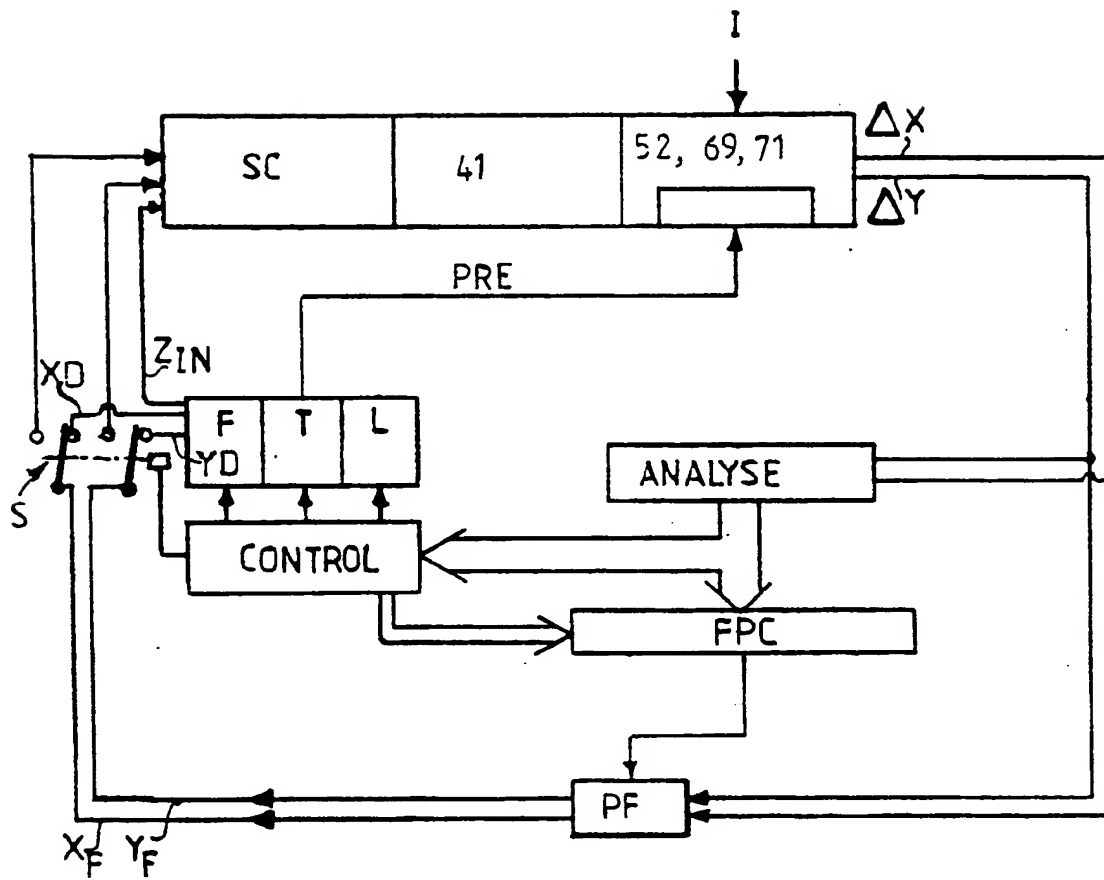 I
ΔX
SC
41
52, 69, 71
ΔY
PRE
ZIN
XD
F
T
L
YD
S
ANALYSE
CONTROL
FPC
PF
XF
YF